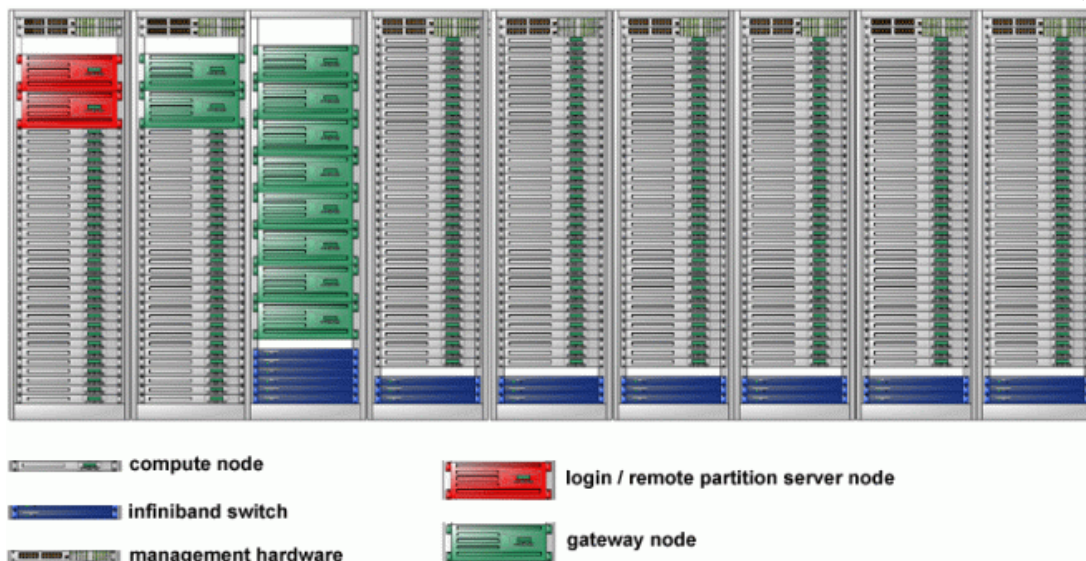 compute node
infiniband switch
management hardware
login / remote partition server node
gateway node